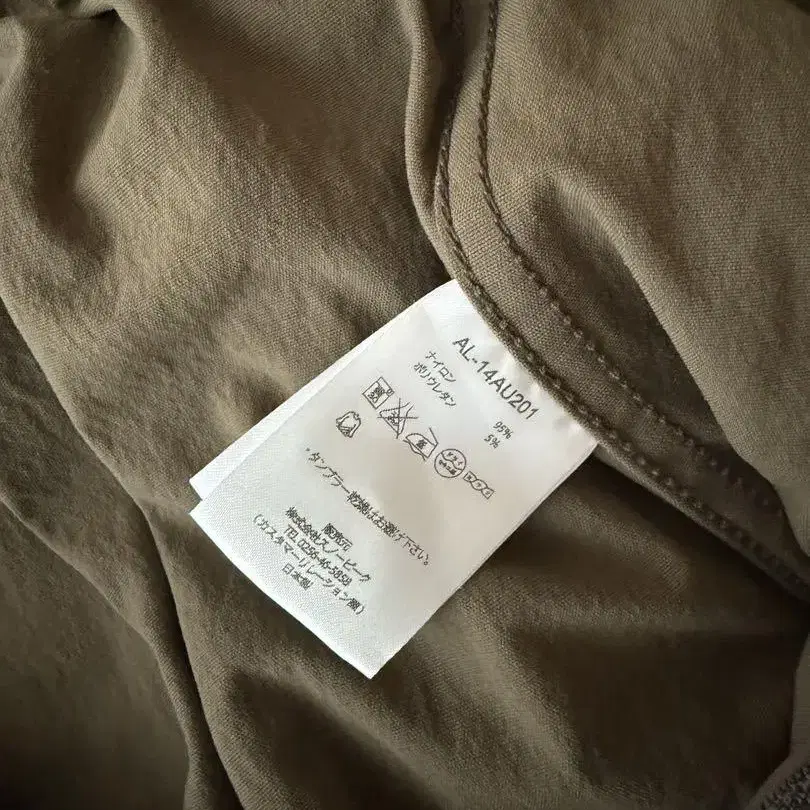 AL-14AU201
ナイロン 95%
ポリウレタン 5%
*タンブラー乾燥はお避け下さい。
販売元
株式会社スノーピーク
TEL 0256-46-5858
(カスタマーリレーション課)
日本製